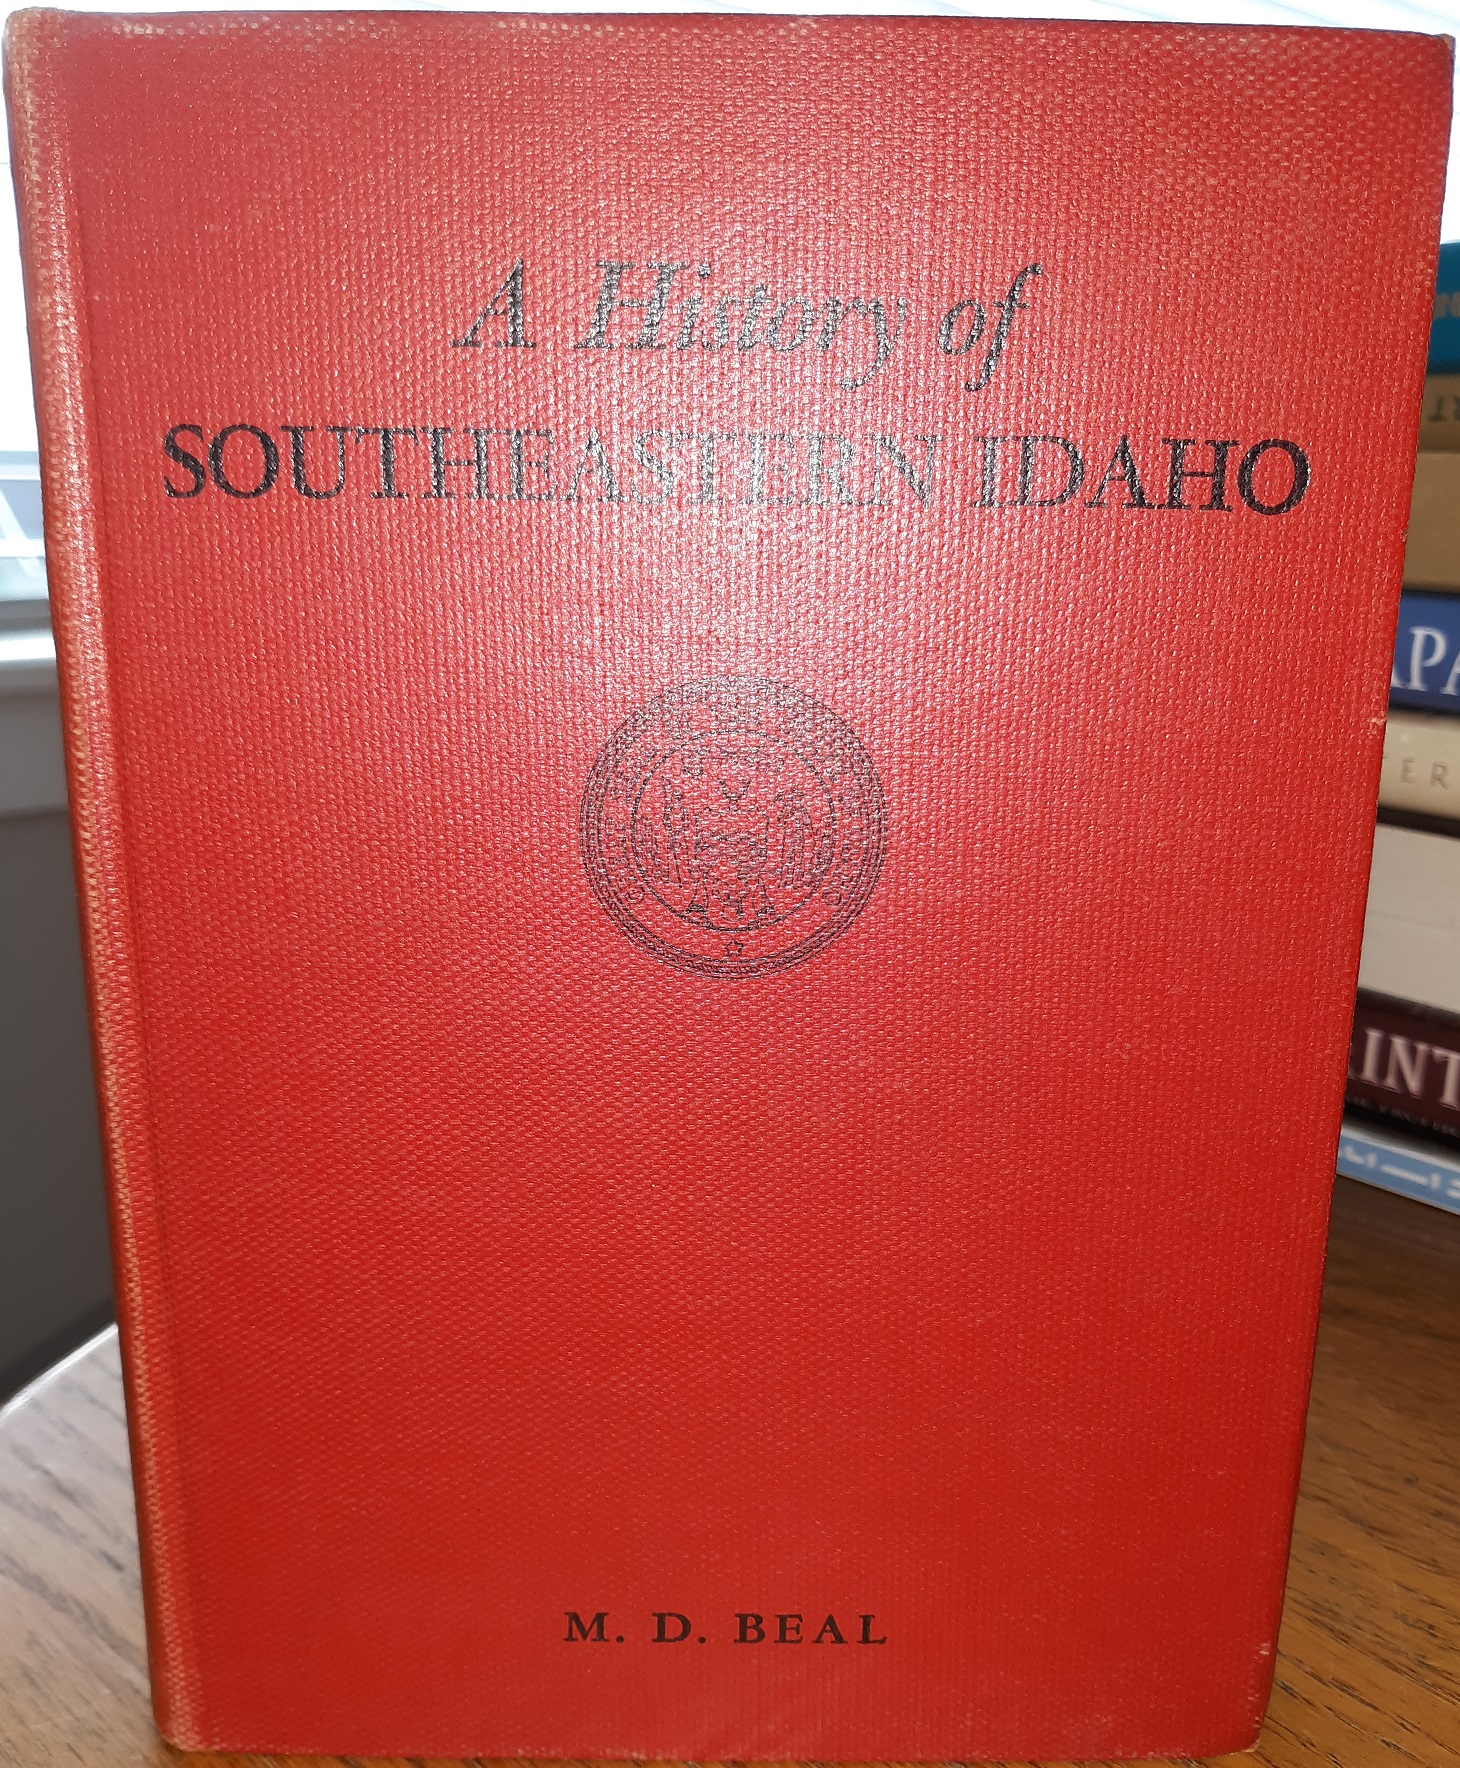 A History of
SOUTHEASTERN IDAHO
M. D. BEAL